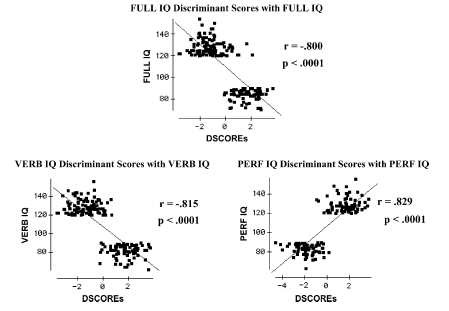 FULL IQ Discriminant Scores with FULL IQ
140
120
100
80
FULL IQ
r = -.800
p < .0001
-2 0 2 4
DSCOREs
VERB IQ Discriminant Scores with VERB IQ
140
120
100
80
VERB IQ
r = -.815
p < .0001
-2 0 2 4
DSCOREs
PERF IQ Discriminant Scores with PERF IQ
140
120
100
80
PERF IQ
r = .829
p < .0001
-4 -2 0 2
DSCOREs